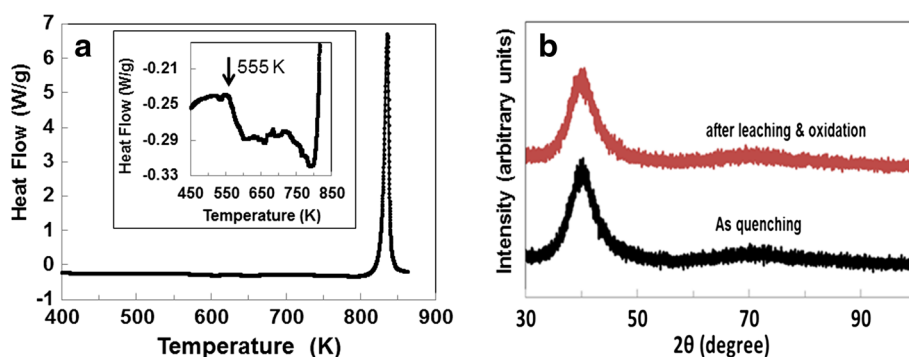 a
Heat Flow (W/g)
7
6
5
4
3
2
1
0
-1
400
500
600
700
800
900
Temperature (K)
Heat Flow (W/g)
-0.21
-0.25
-0.29
-0.33
555 K
450
550
650
750
850
Temperature (K)
b
Intensity (arbitrary units)
after leaching & oxidation
As quenching
30
50
70
90
2θ (degree)